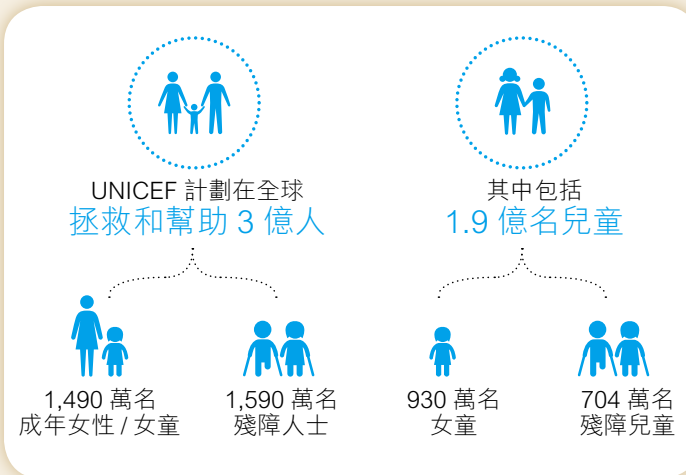 UNICEF 計劃在全球
拯救和幫助 3 億人
其中包括
1.9 億名兒童
1,490 萬名
成年女性 / 女童
1,590 萬名
殘障人士
930 萬名
女童
704 萬名
殘障兒童